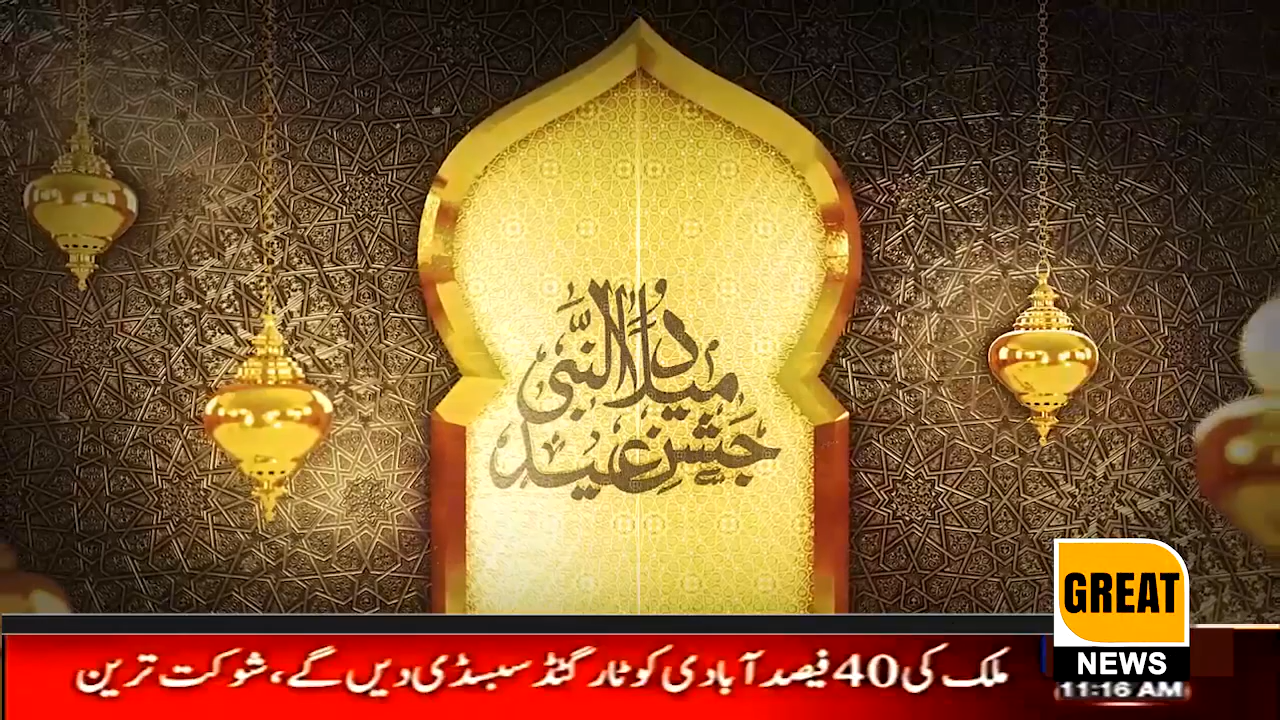 میلاد النبی
جشنِ عید
GREAT
NEWS
11:16 AM
ملک کی 40 فیصد آبادی کو ٹارگٹڈ سبسڈی دیں گے، شوکت ترین